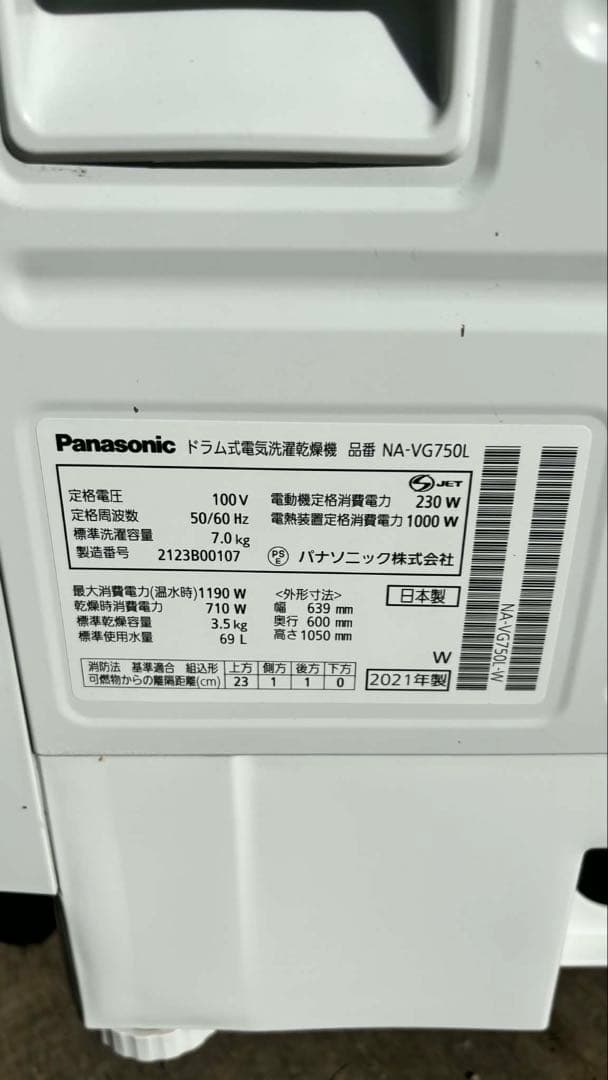 Panasonic ドラム式電気洗濯乾燥機 品番 NA-VG750L
S JET
定格電圧 100V 電動機定格消費電力 230 W
定格周波数 50/60 Hz 電熱装置定格消費電力 1000 W
標準洗濯容量 7.0 kg
製造番号 2123B00107 PS E パナソニック株式会社
最大消費電力(温水時) 1190 W <外形寸法> 日本製
乾燥時消費電力 710 W 幅 639 mm
標準乾燥容量 3.5 kg 奥行 600 mm
標準使用水量 69 L 高さ 1050 mm
W
消防法 基準適合 組込形 上方 側方 後方 下方
可燃物からの離隔距離(cm) 23 1 1 0 2021年製
NA-VG750L-W